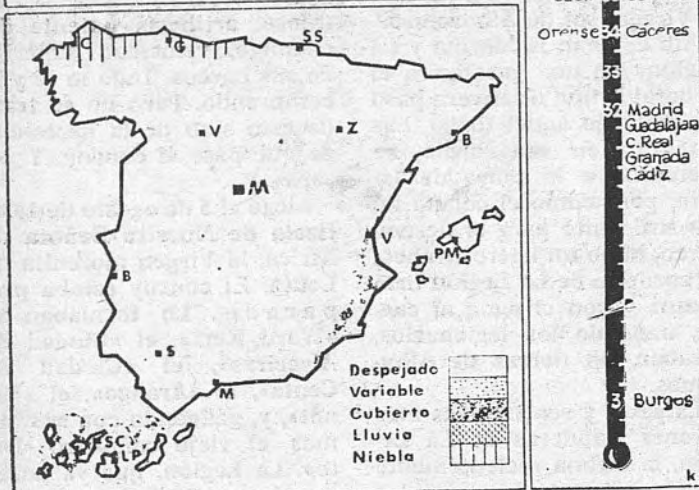 C
G
SS
V
Z
B
M
V
PM
B
S
M
SC
LP
Despejado
Variable
Cubierto
Lluvia
Niebla
Orense 34 Cáceres
33
32 Madrid
Guadalajara
C. Real
Granada
Cádiz
3 Burgos
k